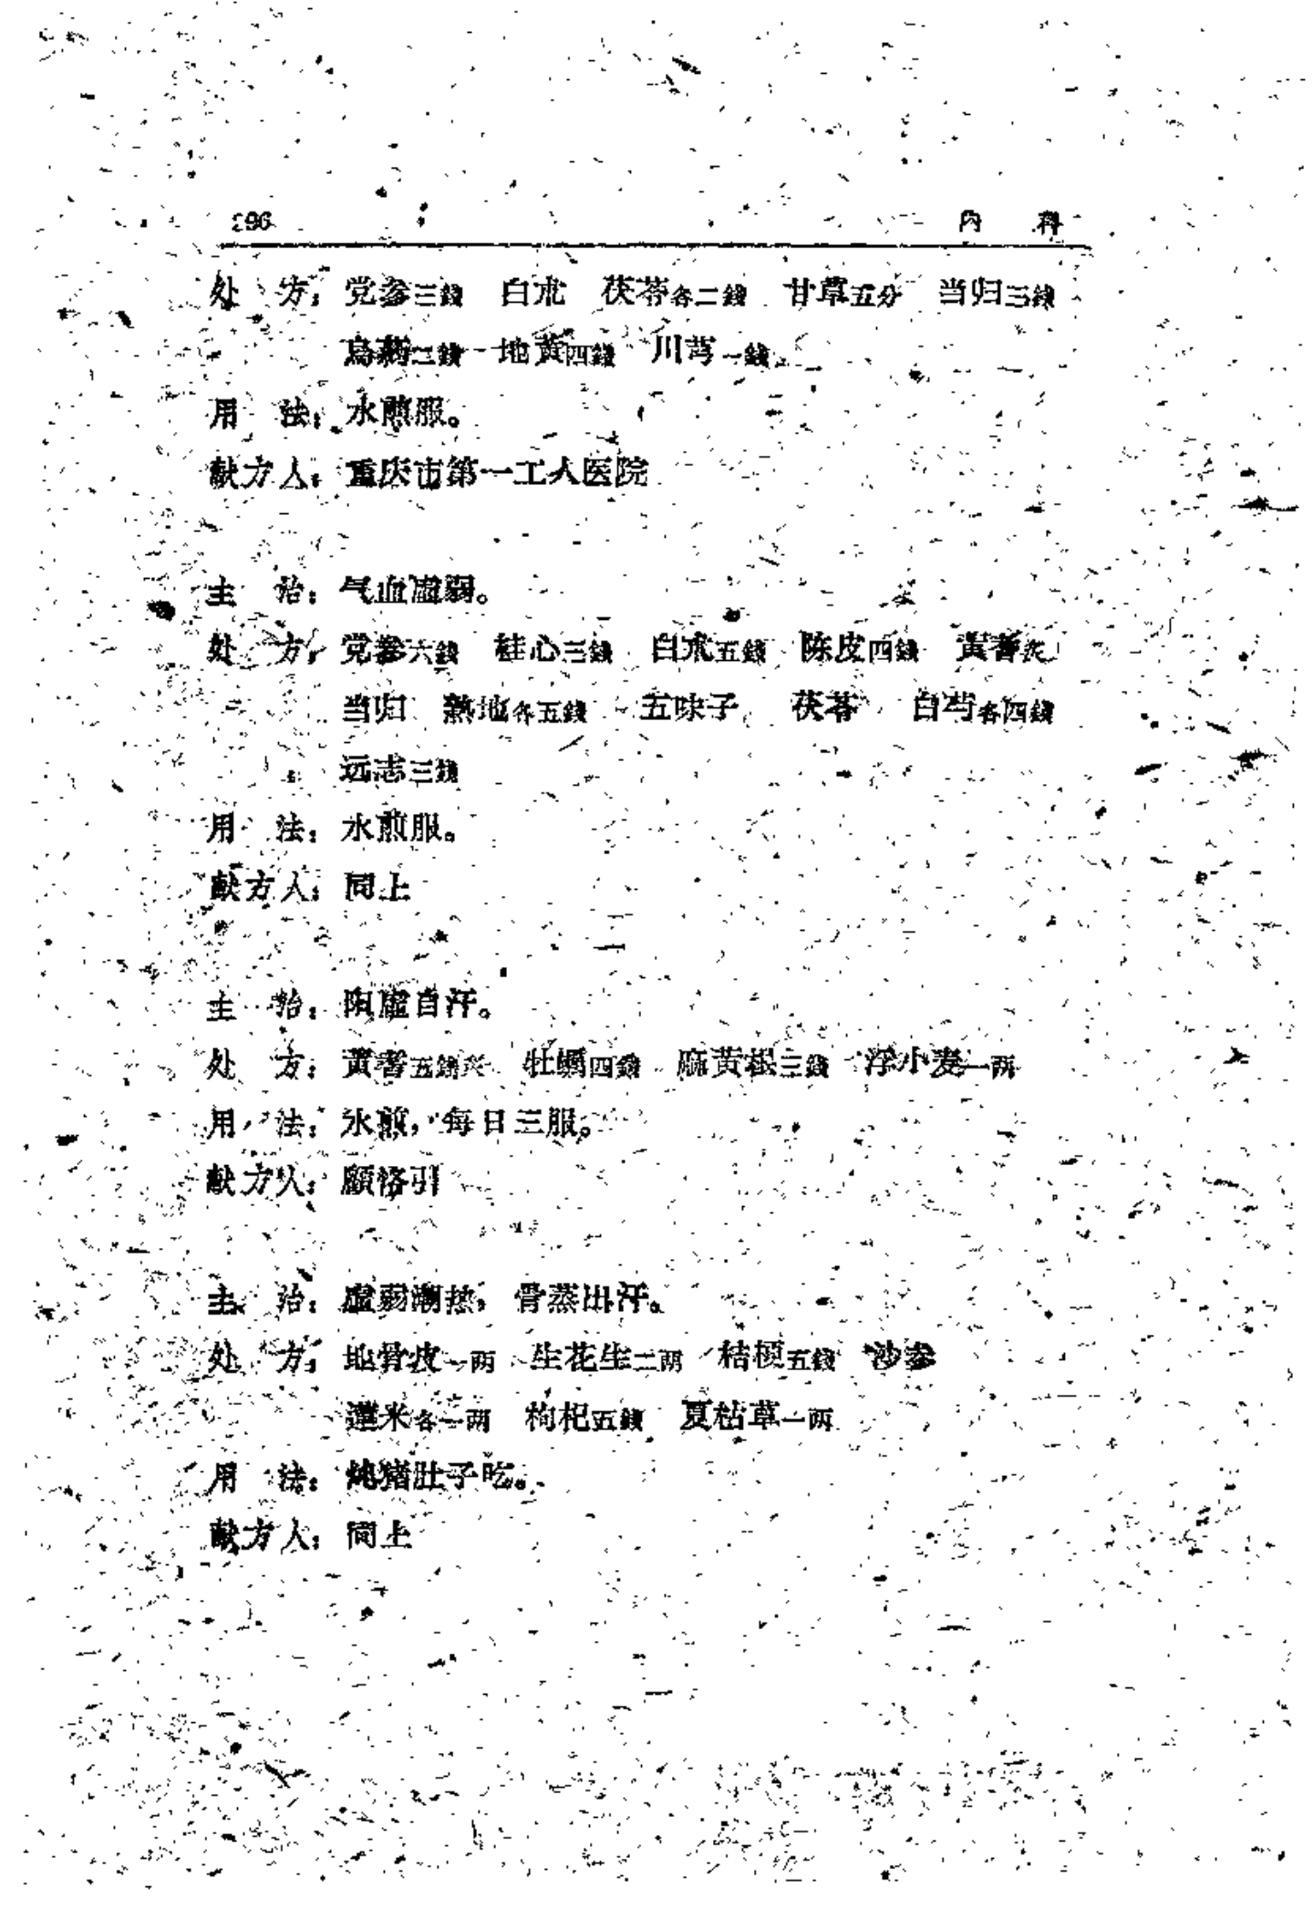 296 内 科
处 方：党参三錢 白朮 茯苓各二錢 甘草五分 当归三錢
烏藥三錢 地黄四錢 川芎一錢
用 法：水煎服。
献方人：重庆市第一工人医院
主 治：气血虛弱。
处 方：党参六錢 桂心三錢 白朮五錢 陈皮四錢 黄耆炙
当归 熟地各五錢 五味子 茯苓 白芍各四錢
远志三錢
用 法：水煎服。
献方人：同上
主 治：阳虛自汗。
处 方：黄耆五錢炙 牡蠣四錢 麻黄根三錢 浮小麦一两
用 法：水煎，每日三服。
献方人：顧恪引
主 治：虛弱潮热，骨蒸出汗。
处 方：地骨皮一两 生花生二两 桔梗五錢 沙参
薏米各一两 枸杞五錢 夏枯草一两
用 法：炖猪肚子吃。
献方人：同上